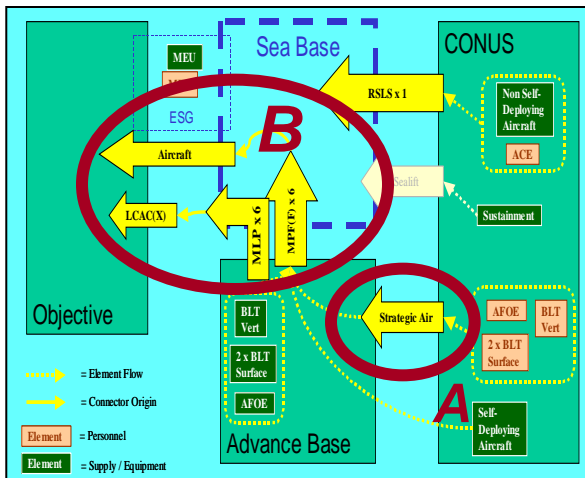 Sea Base
CONUS
MEU
ESG
RSLS x 1
Non Self-
Deploying
Aircraft
ACE
B
Aircraft
Sealift
LCAC(X)
MLP x 6
MPF(F) x 6
Sustainment
Objective
BLT
Vert
2 x BLT
Surface
AFOE
Advance Base
Strategic Air
AFOE
BLT
Vert
2 x BLT
Surface
A
Self-
Deploying
Aircraft
= Element Flow
= Connector Origin
Element
= Personnel
Element
= Supply / Equipment